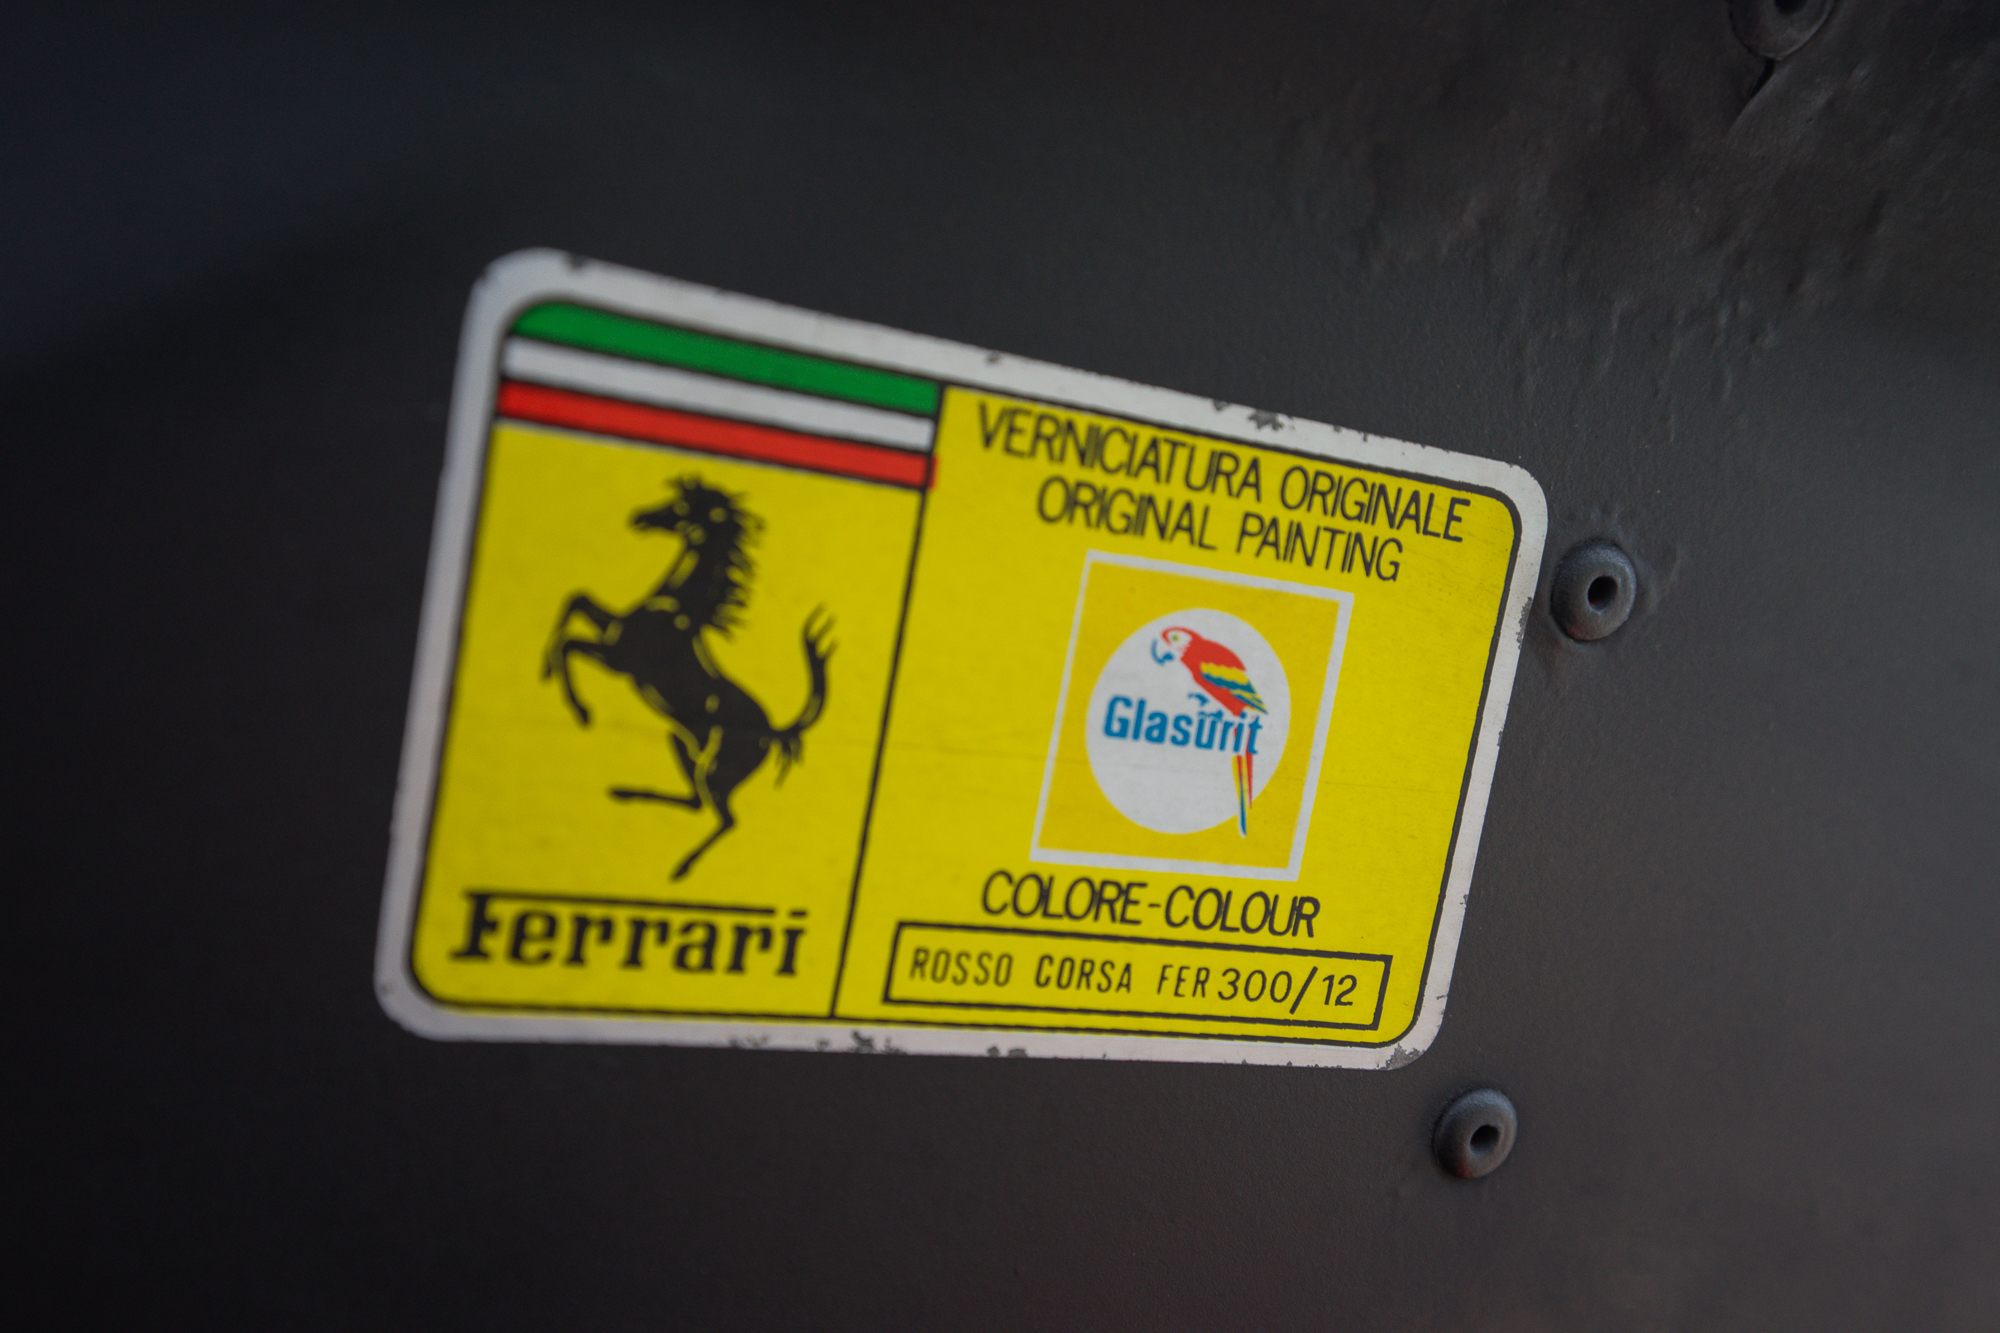 Ferrari
VERNICIATURA ORIGINALE
ORIGINAL PAINTING
Glasurit
COLORE-COLOUR
ROSSO CORSA FER 300/12